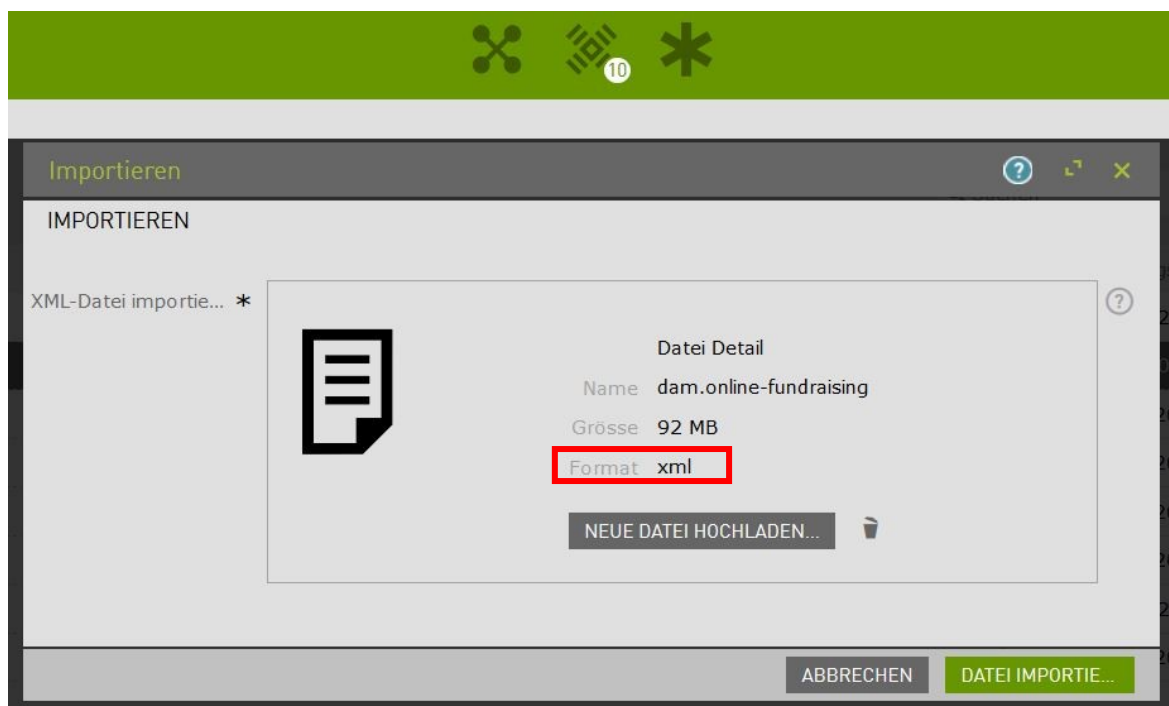 10
Importieren
IMPORTIEREN
XML-Datei importie... *
Datei Detail
Name dam.online-fundraising
Grösse 92 MB
Format xml
NEUE DATEI HOCHLADEN...
ABBRECHEN DATEI IMPORTIE...